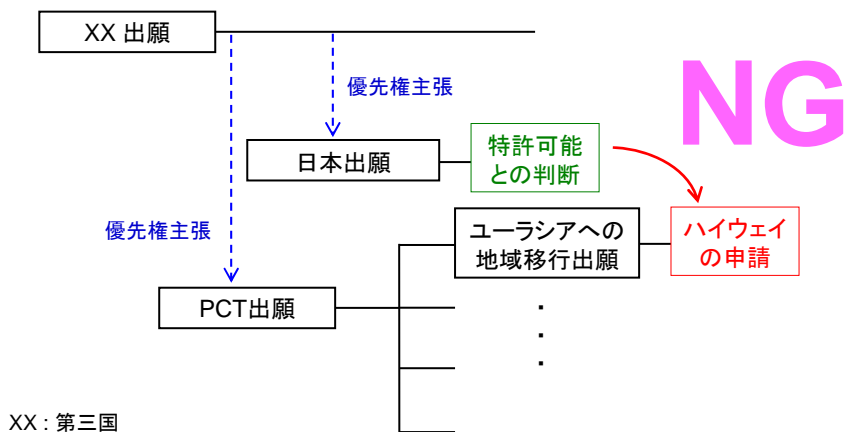 XX 出願
優先権主張
NG
日本出願
特許可能
との判断
優先権主張
ユーラシアへの
地域移行出願
ハイウェイ
の申請
PCT出願
・
・
・
XX : 第三国